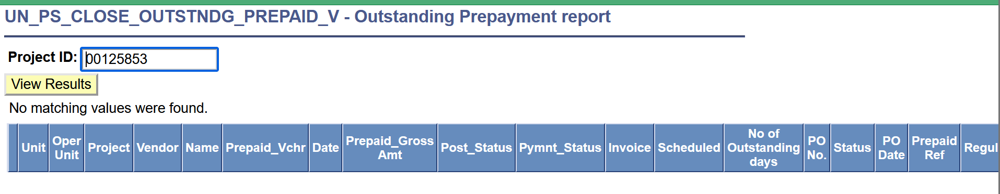 UN_PS_CLOSE_OUTSTNDG_PREPAID_V - Outstanding Prepayment report
Project ID: 00125853
View Results
No matching values were found.
Unit Oper Unit Project Vendor Name Prepaid_Vchr Date Prepaid_Gross Amt Post_Status Pymnt_Status Invoice Scheduled No of Outstanding days PO No. Status PO Date Prepaid Ref Regul